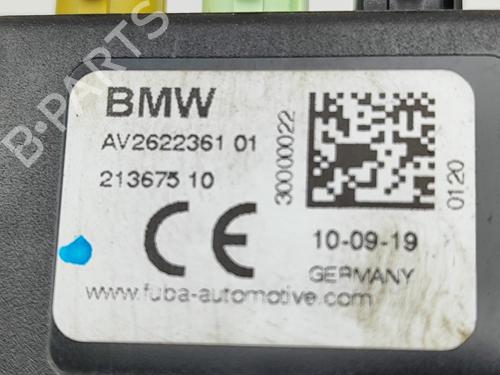 BMW
AV2622361 01
213675 10
30000022
0120
CE
10-09-19
GERMANY
www.fuba-automotive.com
B-PARTS